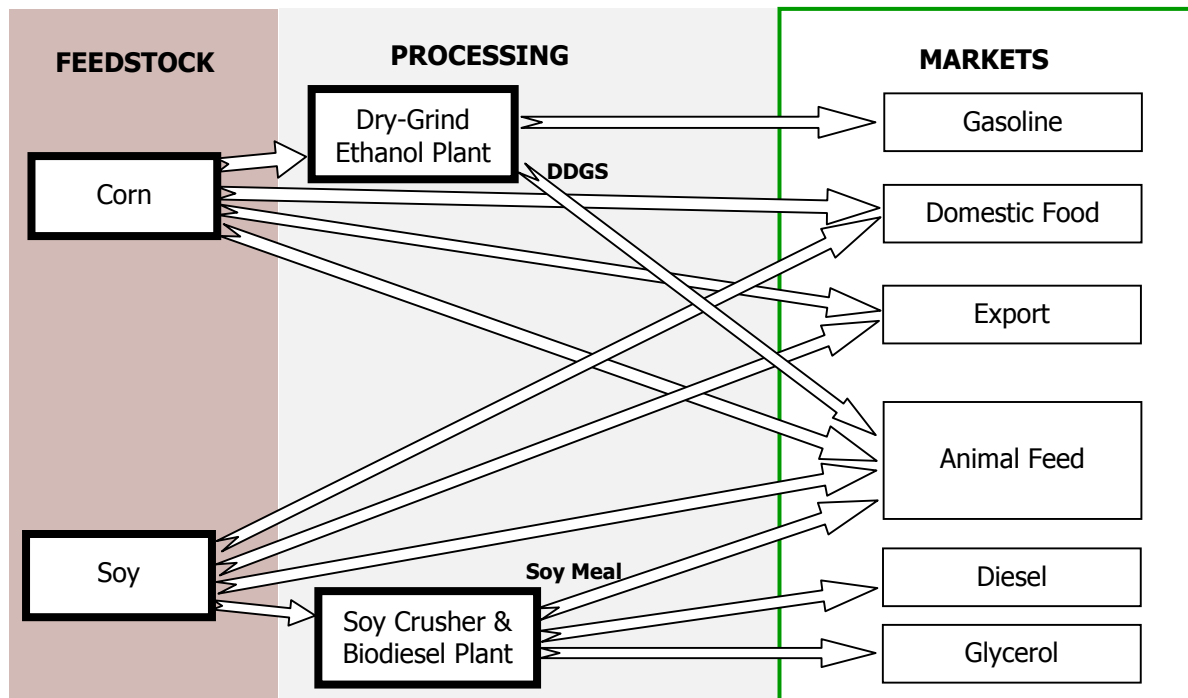 FEEDSTOCK
PROCESSING
MARKETS
Dry-Grind
Ethanol Plant
Gasoline
DDGS
Corn
Domestic Food
Export
Animal Feed
Soy
Soy Meal
Diesel
Soy Crusher &
Biodiesel Plant
Glycerol